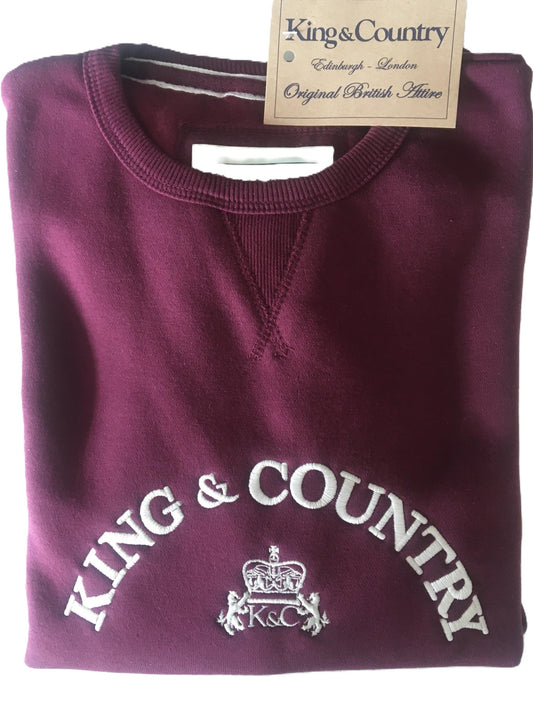 King&Country
Edinburgh - London
Original British Attire
KING & COUNTRY
K&C